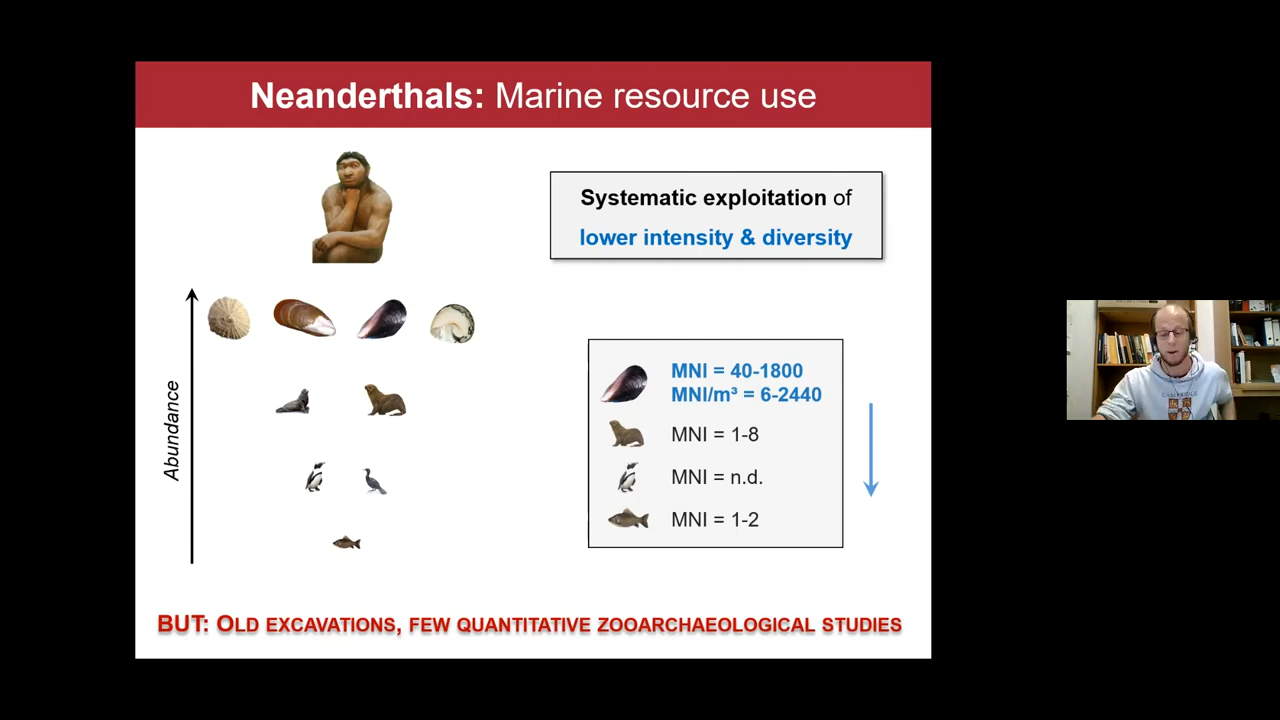 Neanderthals: Marine resource use
Systematic exploitation of
lower intensity & diversity
Abundance
MNI = 40-1800
MNI/m³ = 6-2440
MNI = 1-8
MNI = n.d.
MNI = 1-2
BUT: OLD EXCAVATIONS, FEW QUANTITATIVE ZOOARCHAEOLOGICAL STUDIES
CAMBRIDGE